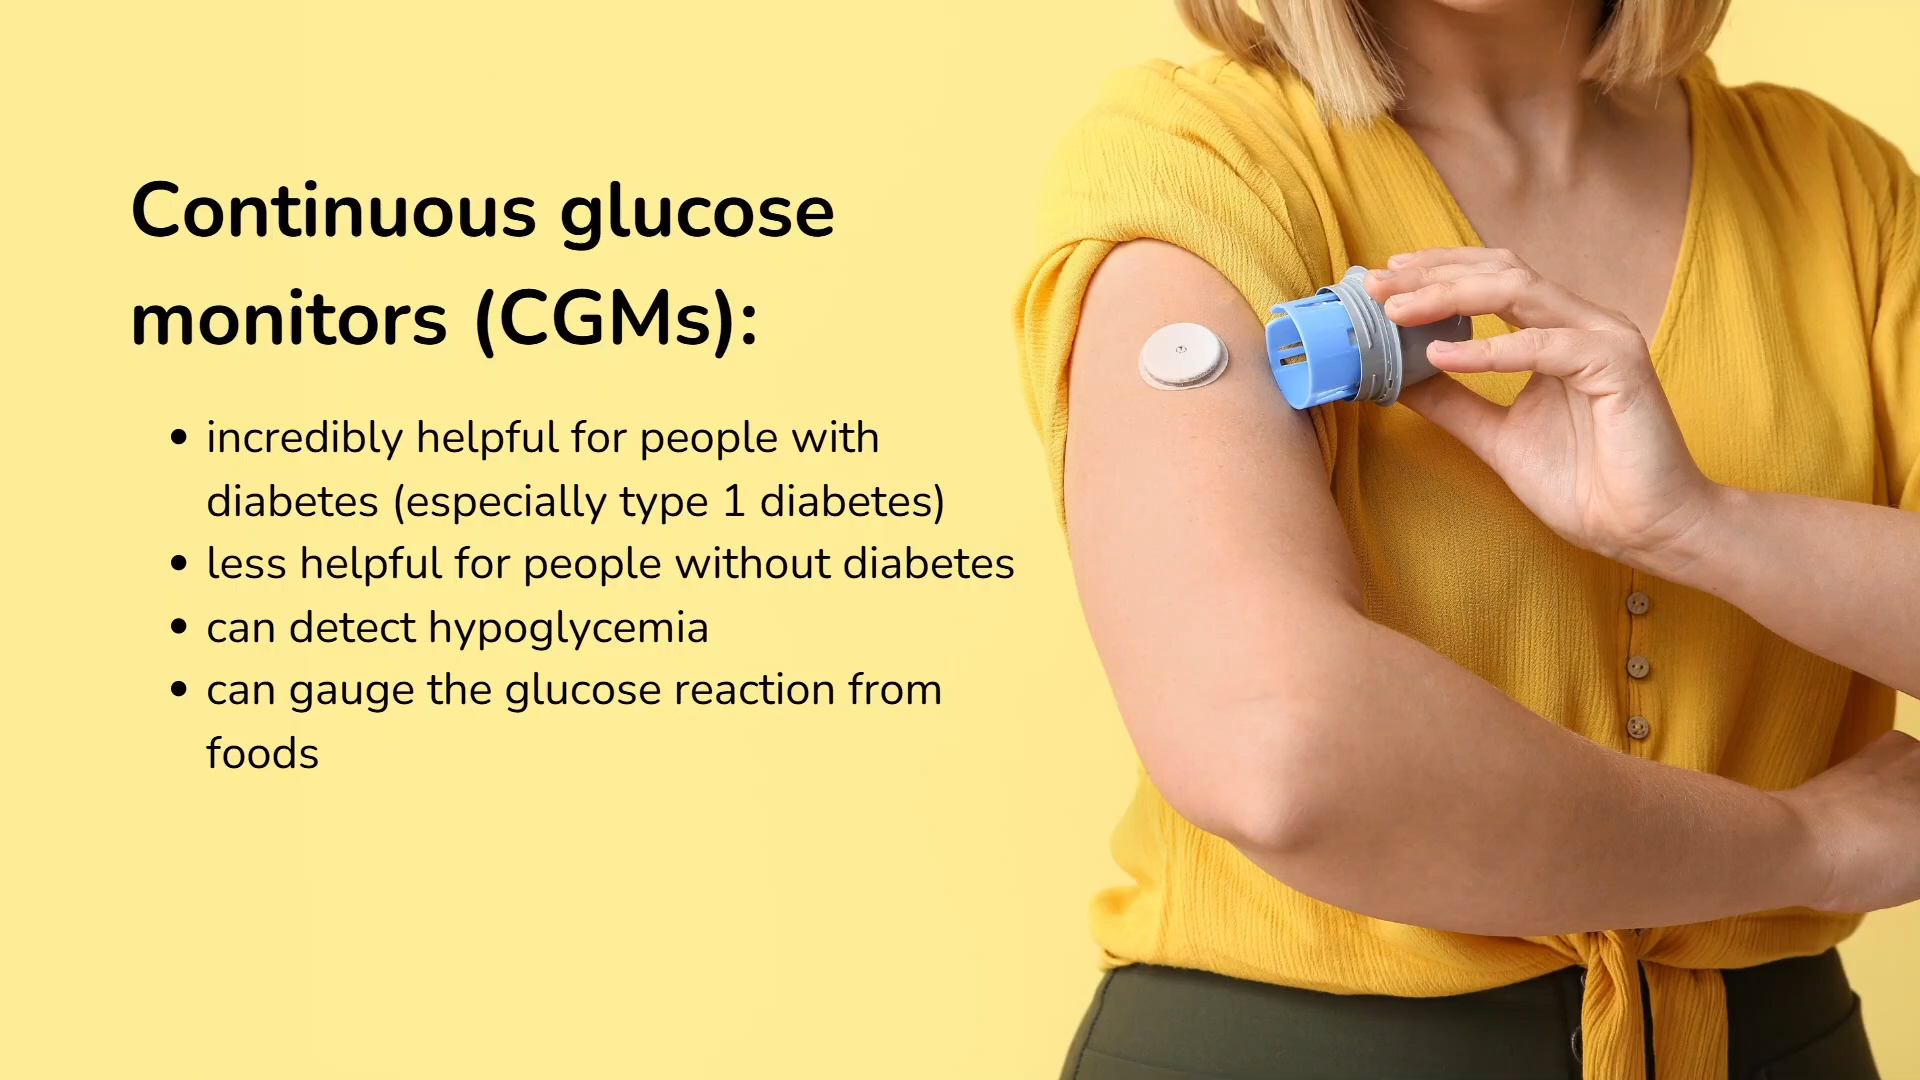 Continuous glucose
monitors (CGMs):
• incredibly helpful for people with
diabetes (especially type 1 diabetes)
• less helpful for people without diabetes
• can detect hypoglycemia
• can gauge the glucose reaction from
foods